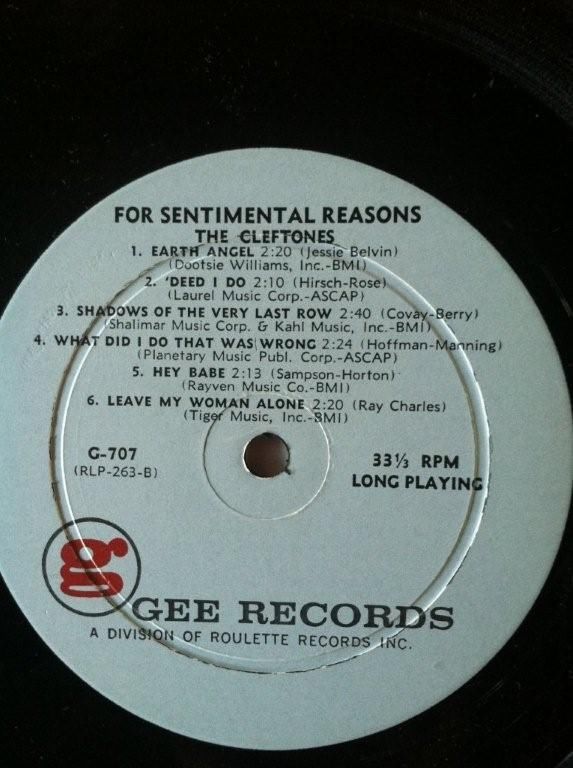 FOR SENTIMENTAL REASONS
THE CLEFTONES
1. EARTH ANGEL 2:20 (Jessie Belvin)
(Dootsie Williams, Inc.-BMI)
2. 'DEED I DO 2:10 (Hirsch-Rose)
(Laurel Music Corp.-ASCAP)
3. SHADOWS OF THE VERY LAST ROW 2:40 (Covay-Berry)
(Shalimar Music Corp. & Kahl Music, Inc.-BMI)
4. WHAT DID I DO THAT WAS WRONG 2:24 (Hoffman-Manning)
(Planetary Music Publ. Corp.-ASCAP)
5. HEY BABE 2:13 (Sampson-Horton)
(Rayven Music Co.-BMI)
6. LEAVE MY WOMAN ALONE 2:20 (Ray Charles)
(Tiger Music, Inc.-BMI)
G-707
(RLP-263-B)
33⅓ RPM
LONG PLAYING
g
GEE RECORDS
A DIVISION OF ROULETTE RECORDS INC.